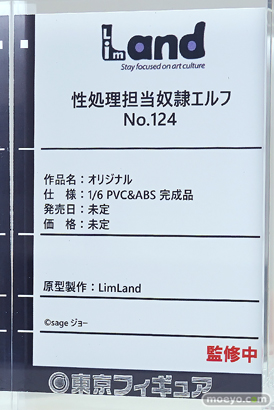 LimLand
Stay focused on art culture
性処理担当奴隷エルフ
No.124
作品名：オリジナル
仕　様：1/6 PVC&ABS 完成品
発売日：未定
価　格：未定
原型製作：LimLand
©sage ジョー
監修中
©東京フィギュア
moeyo.com